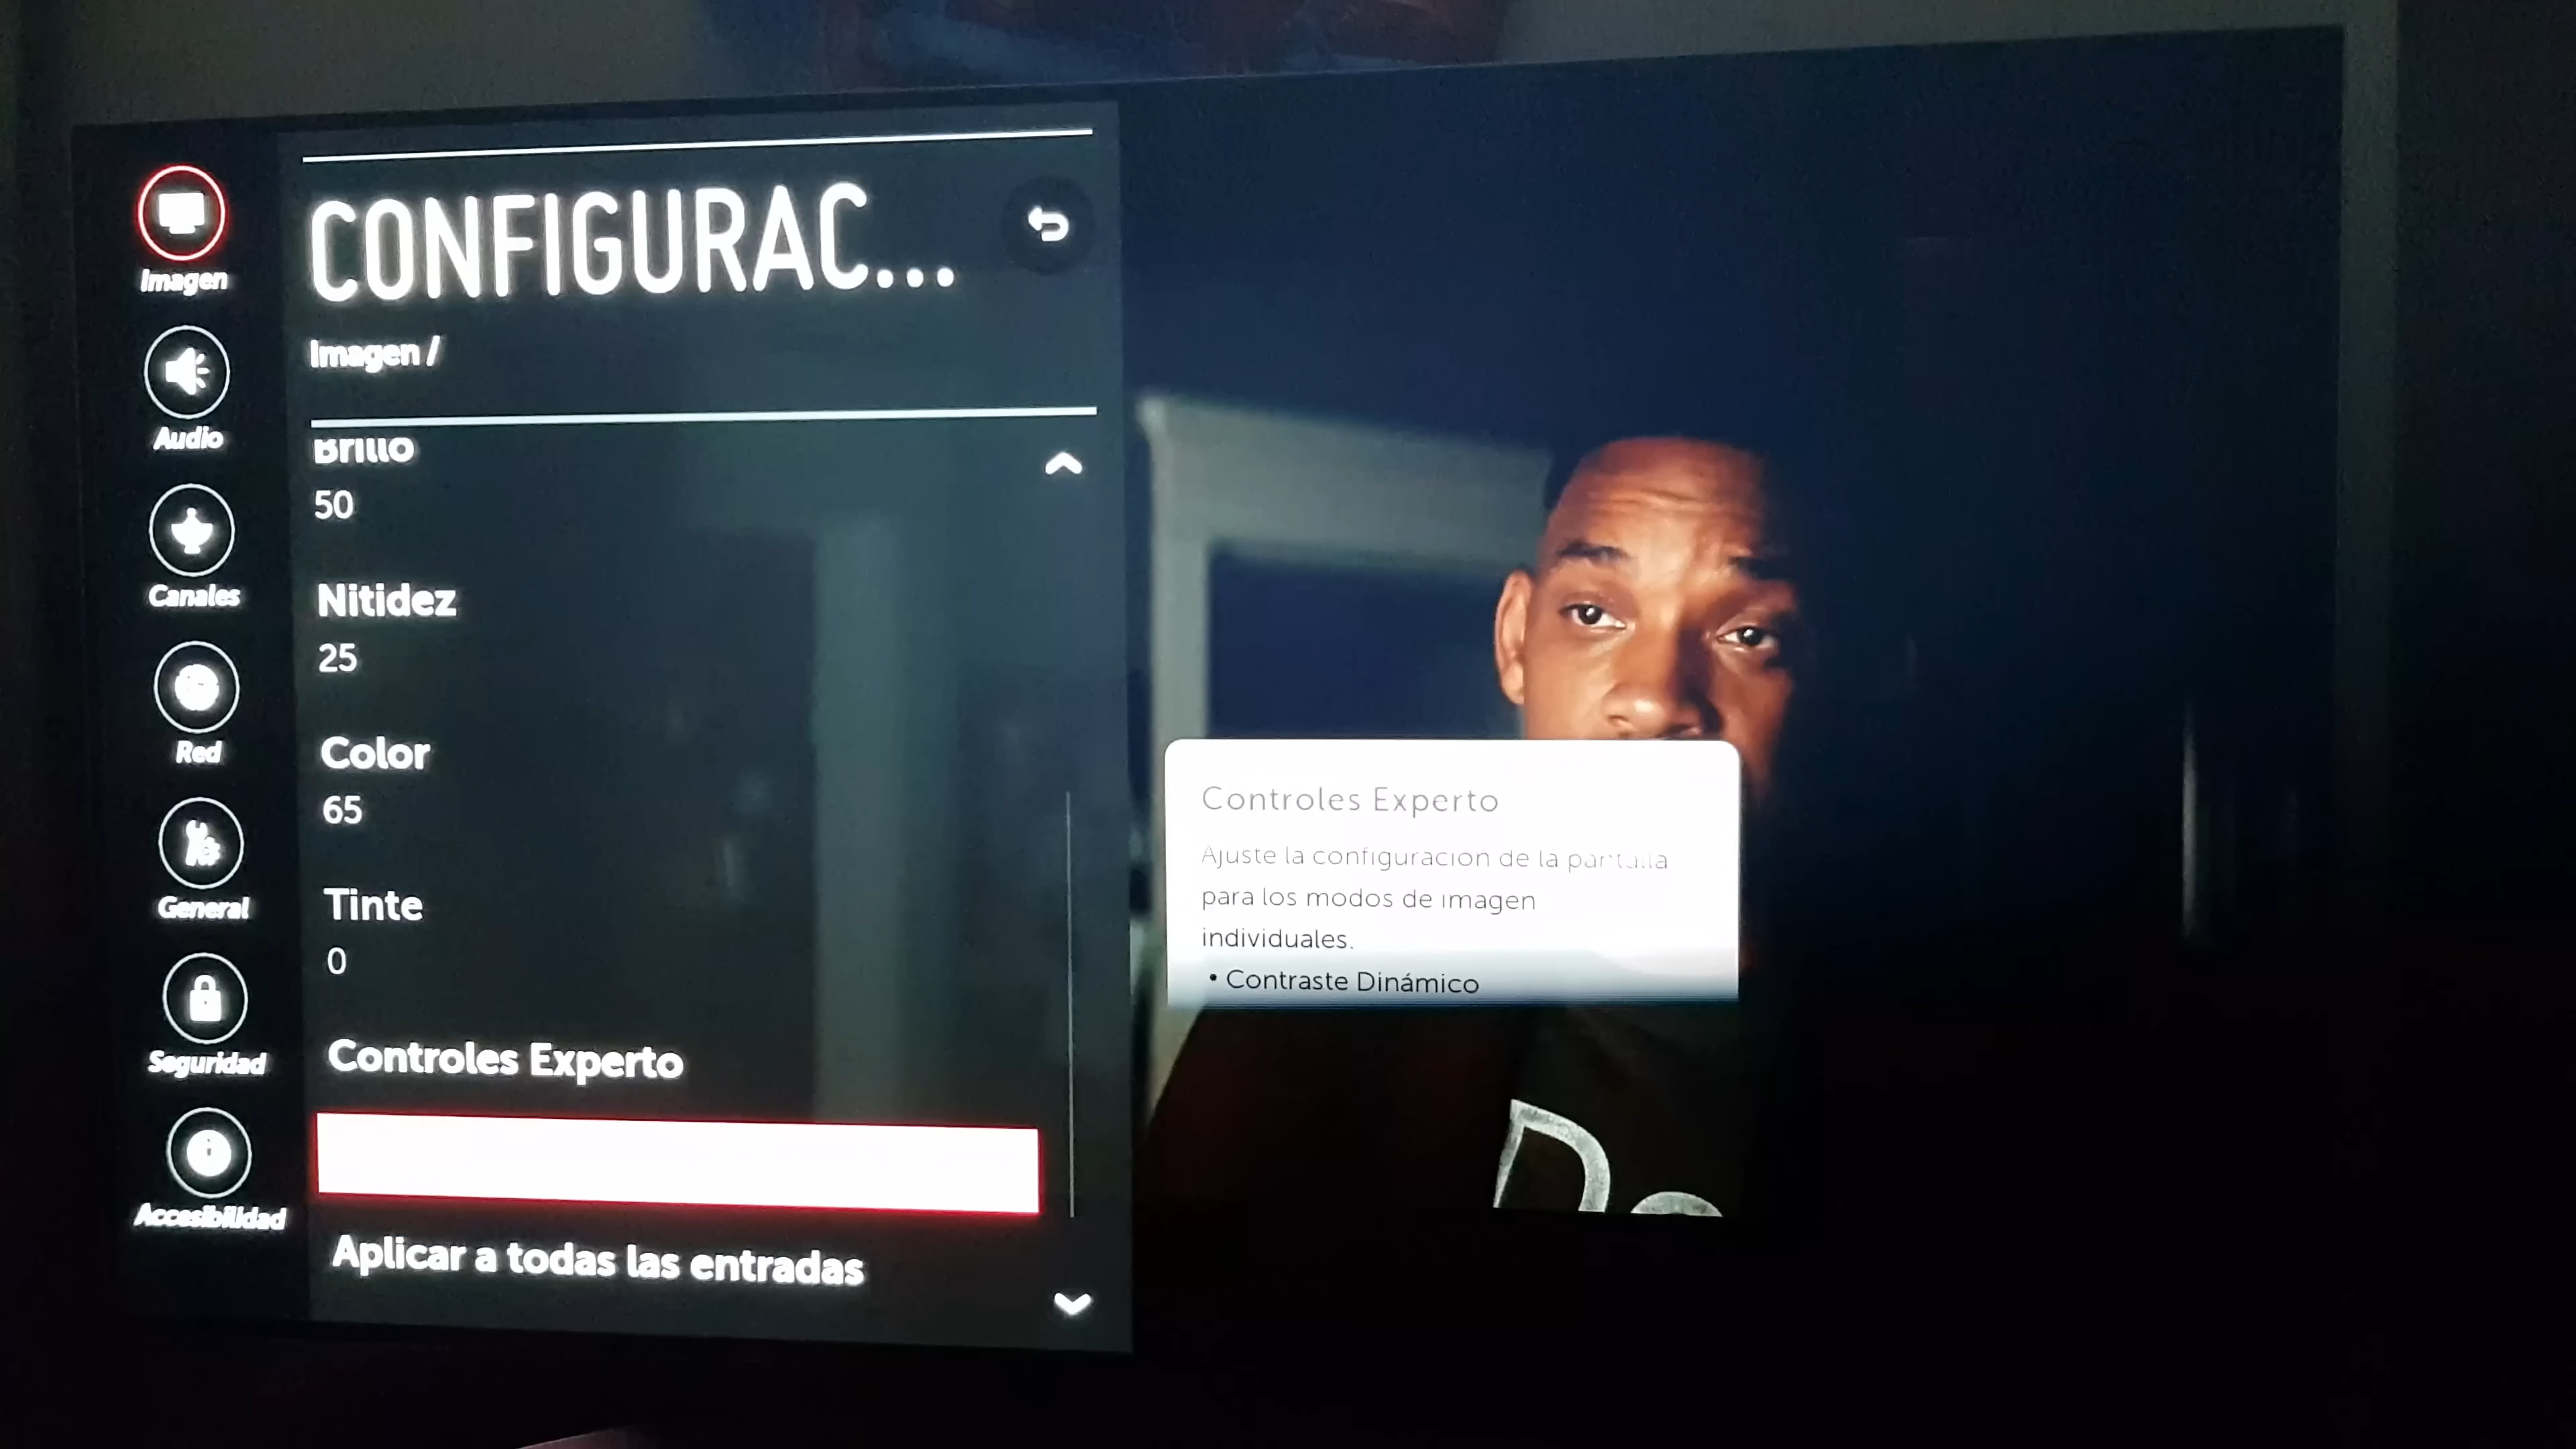 CONFIGURAC...
Imagen /
Imagen
Audio
Canales
Red
General
Seguridad
Accesibilidad
Brillo
50
Nitidez
25
Color
65
Tinte
0
Controles Experto
Aplicar a todas las entradas
Controles Experto
Ajuste la configuración de la pantalla
para los modos de imagen
individuales.
• Contraste Dinámico